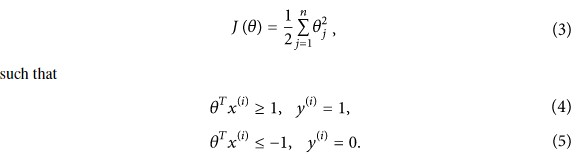 J (θ) = 1/2 ∑_{j=1}^{n} θ_j^2 , (3)
such that
θ^T x^{(i)} ≥ 1, y^{(i)} = 1, (4)
θ^T x^{(i)} ≤ −1, y^{(i)} = 0. (5)